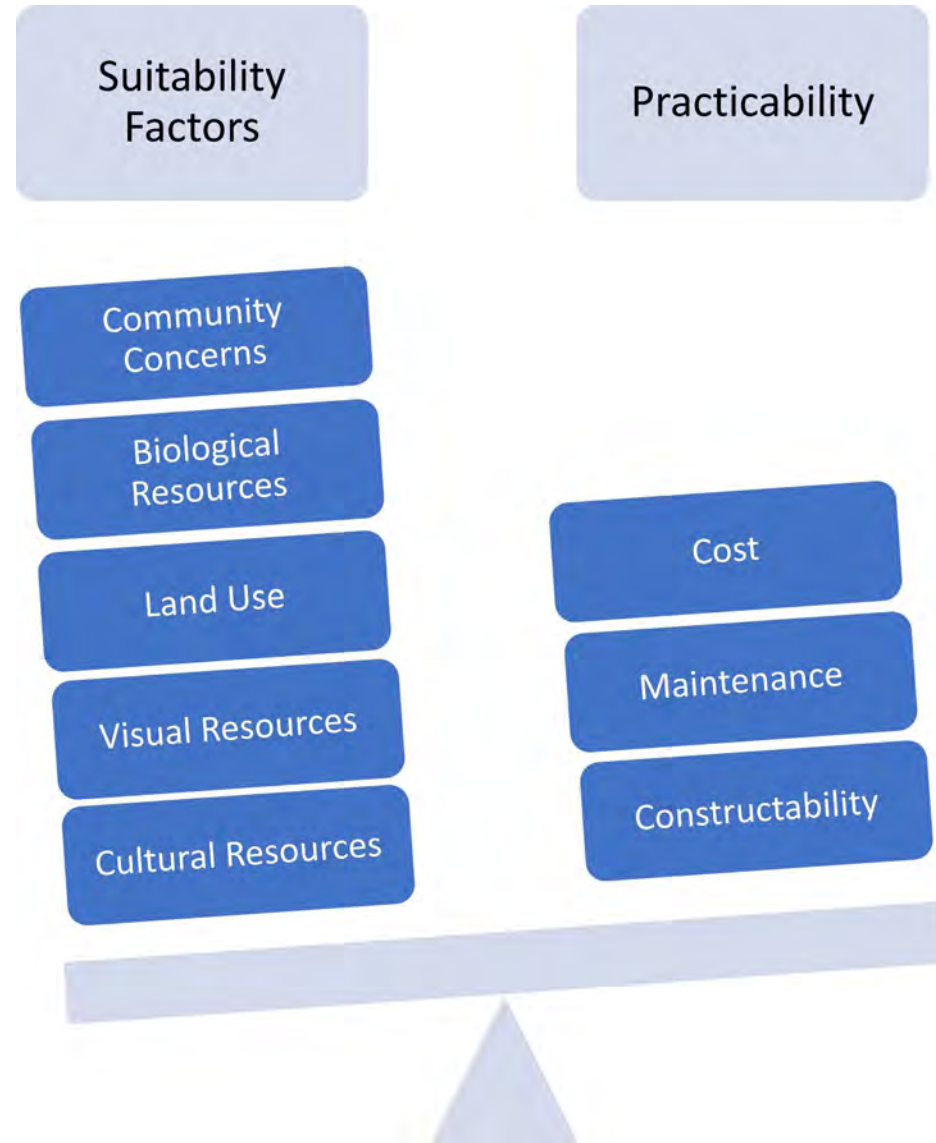 Suitability
Factors
Practicability
Community
Concerns
Biological
Resources
Land Use
Visual Resources
Cultural Resources
Cost
Maintenance
Constructability